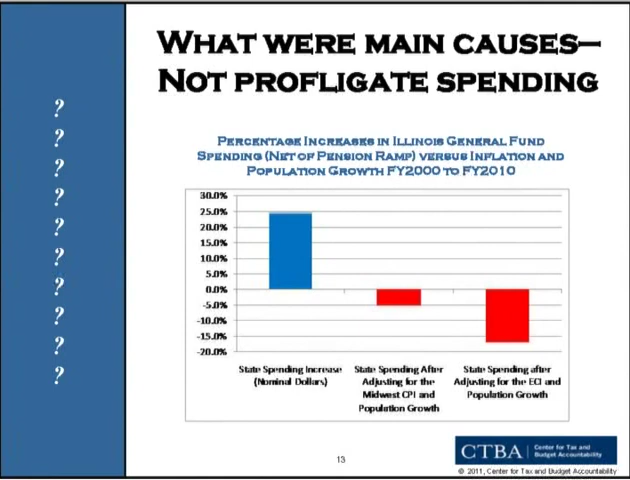 WHAT WERE MAIN CAUSES—
NOT PROFLIGATE SPENDING
?
?
?
?
?
?
?
?
?
?
PERCENTAGE INCREASES IN ILLINOIS GENERAL FUND
SPENDING (NET OF PENSION RAMP) VERSUS INFLATION AND
POPULATION GROWTH FY2000 TO FY2010
30.0%
25.0%
20.0%
15.0%
10.0%
5.0%
0.0%
-5.0%
-10.0%
-15.0%
-20.0%
State Spending Increase
(Nominal Dollars)
State Spending After
Adjusting for the
Midwest CPI and
Population Growth
State Spending after
Adjusting for the ECI and
Population Growth
13
CTBA
Center for Tax and
Budget Accountability
© 2011, Center for Tax and Budget Accountability